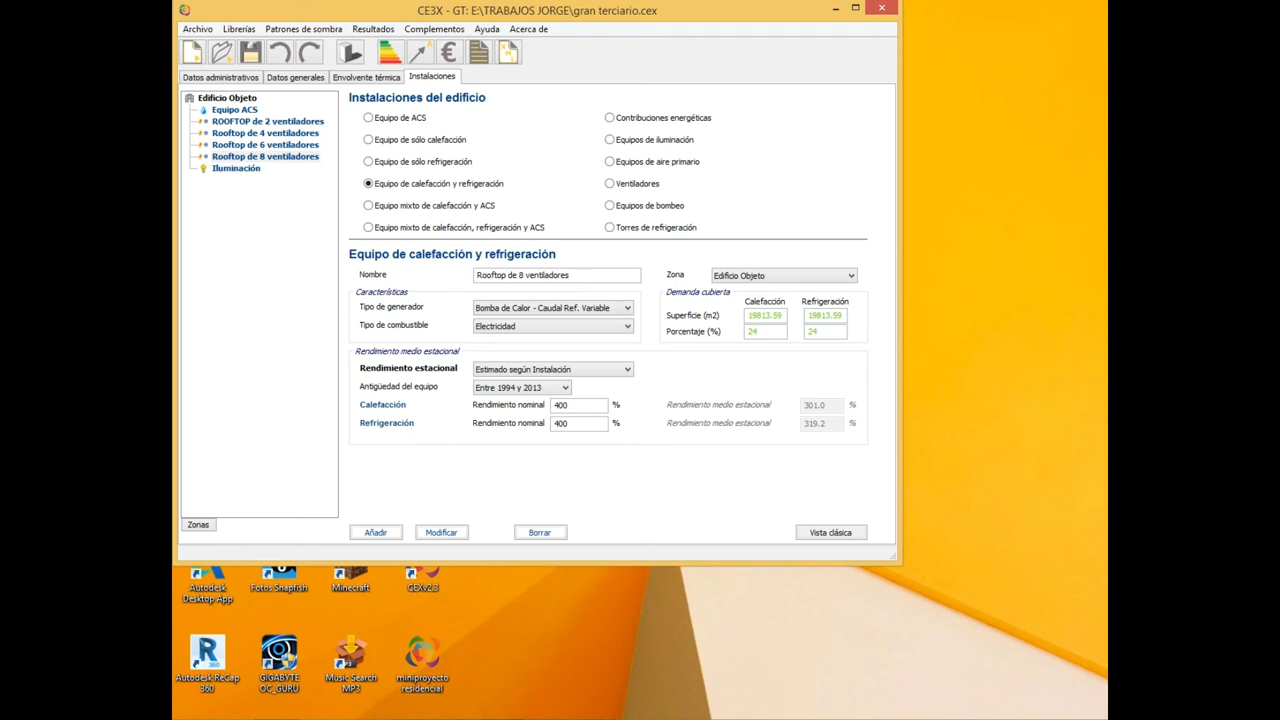 CE3X - GT: E:\TRABAJOS JORGE\gran terciario.cex
Archivo Librerías Patrones de sombra Resultados Complementos Ayuda Acerca de
Datos administrativos Datos generales Envolvente térmica Instalaciones
Edificio Objeto
Equipo ACS
ROOFTOP de 2 ventiladores
Rooftop de 4 ventiladores
Rooftop de 6 ventiladores
Rooftop de 8 ventiladores
Iluminación
Zonas
Instalaciones del edificio
Equipo de ACS Contribuciones energéticas
Equipo de sólo calefacción Equipos de iluminación
Equipo de sólo refrigeración Equipos de aire primario
Equipo de calefacción y refrigeración Ventiladores
Equipo mixto de calefacción y ACS Equipos de bombeo
Equipo mixto de calefacción, refrigeración y ACS Torres de refrigeración
Equipo de calefacción y refrigeración
Nombre Rooftop de 8 ventiladores Zona Edificio Objeto
Características Demanda cubierta
Calefacción Refrigeración
Tipo de generador Bomba de Calor - Caudal Ref. Variable
Superficie (m2) 19813.59 19813.59
Tipo de combustible Electricidad
Porcentaje (%) 24 24
Rendimiento medio estacional
Rendimiento estacional Estimado según Instalación
Antigüedad del equipo Entre 1994 y 2013
Calefacción Rendimiento nominal 400 % Rendimiento medio estacional 301.0 %
Refrigeración Rendimiento nominal 400 % Rendimiento medio estacional 319.2 %
Añadir Modificar Borrar Vista clásica
Autodesk Desktop App
Fotos Snapfish
Minecraft
CEXv2.3
Autodesk ReCap 360
GIGABYTE OC_GURU
Music Search MP3
miniproyecto residencial